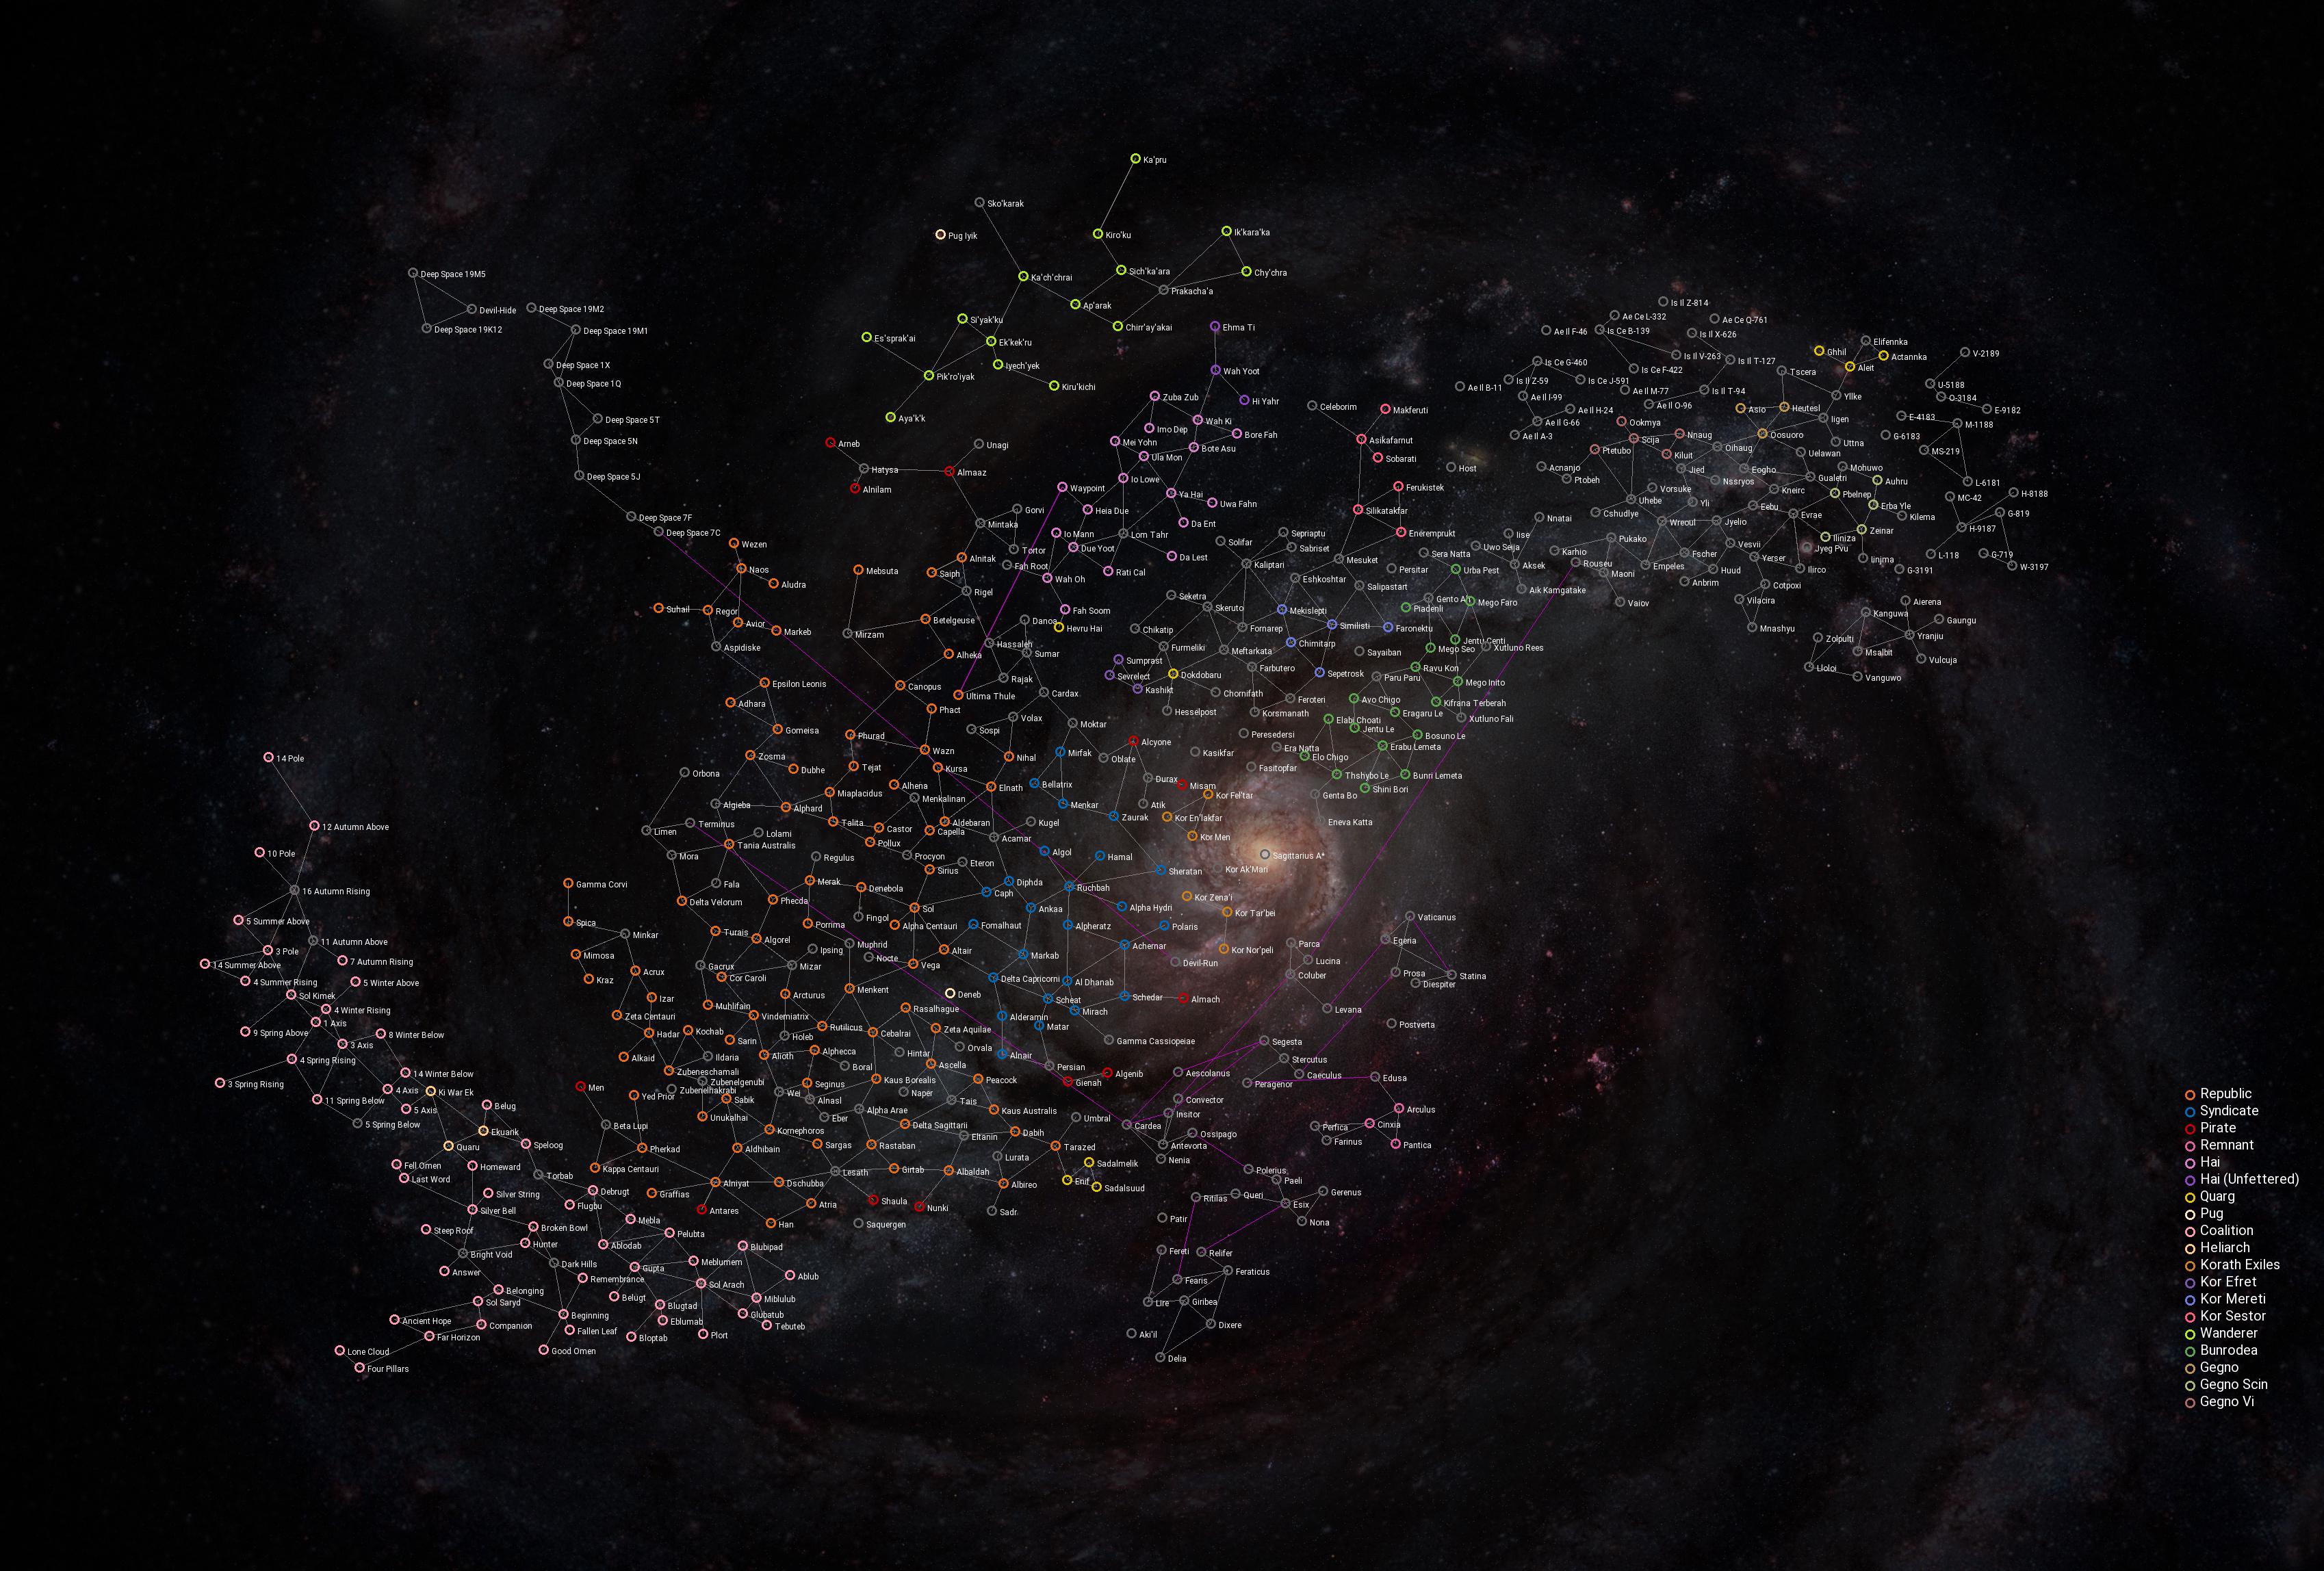 Ka'pru
Sko'karak
Pug Iyik
Kiro'ku
Ik'kara'ka
Ka'ch'chrai
Sich'ka'ara
Chy'chra
Prakacha'a
Ap'arak
Chirr'ay'akai
Si'yak'ku
Es'sprak'ai
Ek'kek'ru
Iyech'yek
Pik'ro'iyak
Kiru'kichi
Aya'k'k
Deep Space 19M5
Devil-Hide
Deep Space 19K12
Deep Space 19M2
Deep Space 19M1
Deep Space 1X
Deep Space 1Q
Deep Space 5T
Deep Space 5N
Deep Space 5J
Deep Space 7F
Deep Space 7C
Ehma Ti
Wah Yoot
Hi Yahr
Zuba Zub
Imo Dep
Wah Ki
Bore Fah
Mei Yohn
Bote Asu
Ula Mon
Io Lowe
Waypoint
Ya Hai
Uwa Fahn
Heia Due
Da Ent
Io Mann
Lom Tahr
Due Yoot
Da Lest
Fah Root
Wah Oh
Rati Cal
Fah Soom
Hevru Hai
Arneb
Hatysa
Almaaz
Alnilam
Unagi
Gorvi
Mintaka
Tortor
Celeborim
Makferuti
Asikafarnut
Sobarati
Host
Ferukistek
Silikatakfar
Eneremprukt
Is Il Z-814
Ae Ce L-332
Ae Ce Q-761
Ae Il F-46
Is Ce B-139
Is Il X-626
Is Ce G-460
Is Il V-263
Is Il T-127
Is Ce F-422
Is Il Z-59
Is Ce J-591
Ae Il B-11
Ae Il M-77
Is Il T-94
Ae Il I-99
Ae Il O-96
Ae Il H-24
Ae Il G-66
Ae Il A-3
Ghhil
Elifennka
Actannka
Aleit
Tscera
Yllke
V-2189
U-5188
O-3184
E-9182
E-4183
M-1188
G-6183
MS-219
L-6181
Asio
Heutesl
Iigen
Ookmya
Scija
Nnaug
Oosuoro
Uttna
Ptetubo
Kiluit
Oihaug
Uelawan
Acnanjo
Ptobeh
Jied
Eogho
Mohuwo
Gualetri
Auhru
Vorsuke
Nssryos
Kneirc
Pbelnep
Uhebe
Yli
Eebu
Erba Yle
Kilema
MC-42
H-8188
G-819
H-9187
L-118
G-719
W-3197
G-3191
Cshudlye
Wreoul
Jyelio
Evrae
Zeinar
Iliniza
Nnatai
Iise
Pukako
Vesvii
Jyeg Pvu
Iinjma
Karhio
Fscher
Yerser
Rouseu
Maoni
Empeles
Huud
Ilirco
Uwo Seija
Aksek
Anbrim
Cotpoxi
Aik Kamgatake
Vaiov
Vilacira
Mnashyu
Aierena
Kanguwa
Gaungu
Zolpulti
Yranjiu
Msalbit
Vulcuja
Lloloi
Vanguwo
Solifar
Sepriaptu
Sabriset
Kaliptari
Mesuket
Sera Natta
Persitar
Urba Pest
Eshkoshtar
Salipastart
Seketra
Skeruto
Mekislepti
Gento Alt
Piadenli
Mego Faro
Chikatip
Fornarep
Similisti
Faronektu
Jentu Centi
Furmeliki
Meftarkata
Chimitarp
Sayaiban
Mego Seo
Xutluno Rees
Sumprast
Dokdobaru
Farbutero
Sepetrosk
Ravu Kon
Sevrelect
Kashikt
Chornifath
Paru Paru
Mego Inito
Hesselpost
Feroteri
Korsmanath
Avo Chigo
Kifrana Terberah
Elabi Choati
Eragaru Le
Xutluno Fali
Jentu Le
Peresedersi
Bosuno Le
Era Natta
Kasikfar
Elo Chigo
Erabu Lemeta
Fasitopfar
Thshybo Le
Bunri Lemeta
Shini Bori
Genta Bo
Eneva Katta
Sagittarius A*
Kor Ak'Mari
Wezen
Naos
Aludra
Suhail
Regor
Avior
Markeb
Aspidiske
Mebsuta
Saiph
Alnitak
Rigel
Mirzam
Betelgeuse
Danoa
Hassaleh
Sumar
Alheka
Rajak
Epsilon Leonis
Canopus
Ultima Thule
Cardax
Adhara
Phact
Volax
Moktar
Gomeisa
Sospi
Phurad
Wazn
Nihal
Mirfak
Alcyone
Oblate
Zosma
Dubhe
Tejat
Kursa
Orbona
Alhena
Elnath
Bellatrix
Durax
Misam
Miaplacidus
Menkalinan
Kor Fel'tar
Algieba
Alphard
Menkar
Atik
Terminus
Talita
Castor
Aldebaran
Kugel
Zaurak
Kor En'lakfar
Limen
Lolami
Capella
Acamar
Kor Men
Tania Australis
Pollux
Mora
Regulus
Procyon
Eteron
Algol
Hamal
Sirius
Sheratan
Gamma Corvi
Fala
Merak
Denebola
Caph
Diphda
Ruchbah
Delta Velorum
Phecda
Kor Zena'i
Sol
Ankaa
Alpha Hydri
Kor Tar'bei
Fingol
Spica
Porrima
Alpha Centauri
Fomalhaut
Alpheratz
Polaris
Minkar
Turais
Algorel
Muphrid
Altair
Achernar
Kor Nor'peli
Mimosa
Ipsing
Nocte
Vega
Markab
Devil-Run
Gacrux
Mizar
Acrux
Cor Caroli
Kraz
Delta Capricorni
Al Dhanab
Izar
Arcturus
Menkent
Deneb
Scheat
Schedar
Almach
Muhlifain
Rasalhague
Mirach
Zeta Centauri
Vindemiatrix
Alderamin
Matar
Hadar
Kochab
Rutilicus
Cebalrai
Zeta Aquilae
Sarin
Holeb
Gamma Cassiopeiae
Alkaid
Ildaria
Alioth
Alphecca
Hintar
Orvala
Alnair
Zubeneschamali
Boral
Ascella
Persian
Zubenelgenubi
Seginus
Kaus Borealis
Peacock
Gienah
Algenib
Zubenelhakrabi
Wei
Naper
Men
Yed Prior
Sabik
Alnasl
Tais
Unukalhai
Eber
Alpha Arae
Kaus Australis
Umbral
Beta Lupi
Kornephoros
Delta Sagittarii
Eltanin
Dabih
Cardea
Pherkad
Aldhibain
Sargas
Rastaban
Tarazed
Lurata
Sadalmelik
Kappa Centauri
Lesath
Girtab
Albaldah
Enif
Sadalsuud
Alniyat
Dschubba
Albireo
Graffias
Antares
Atria
Shaula
Nunki
Sadr
Han
Saquergen
Vaticanus
Parca
Egeria
Lucina
Coluber
Prosa
Statina
Diespiter
Levana
Postverta
Segesta
Stercutus
Aescolanus
Caeculus
Peragenor
Edusa
Convector
Insitor
Arculus
Ossipago
Perfica
Cinxia
Antevorta
Farinus
Pantica
Nenia
Polerius
Paeli
Ritilas
Queri
Gerenus
Esix
Patir
Nona
Fereti
Relifer
Feraticus
Fearis
Lire
Giribea
Dixere
Aki'il
Delia
14 Pole
12 Autumn Above
10 Pole
16 Autumn Rising
5 Summer Above
11 Autumn Above
3 Pole
7 Autumn Rising
14 Summer Above
4 Summer Rising
5 Winter Above
Sol Kimek
4 Winter Rising
1 Axis
9 Spring Above
8 Winter Below
3 Axis
4 Spring Rising
14 Winter Below
3 Spring Rising
4 Axis
Ki War Ek
11 Spring Below
5 Axis
Belug
5 Spring Below
Ekuarik
Quaru
Speloog
Fell Omen
Homeward
Last Word
Torbab
Silver String
Debrugt
Flugbu
Silver Bell
Steep Roof
Broken Bowl
Mebla
Pelubta
Hunter
Ablodab
Blubipad
Bright Void
Dark Hills
Meblumem
Answer
Gupta
Remembrance
Ablub
Belonging
Sol Arach
Belugt
Miblulub
Sol Saryd
Blugtad
Glubatub
Ancient Hope
Companion
Beginning
Eblumab
Tebuteb
Far Horizon
Fallen Leaf
Bloptab
Plort
Lone Cloud
Good Omen
Four Pillars
Republic
Syndicate
Pirate
Remnant
Hai
Hai (Unfettered)
Quarg
Pug
Coalition
Heliarch
Korath Exiles
Kor Efret
Kor Mereti
Kor Sestor
Wanderer
Bunrodea
Gegno
Gegno Scin
Gegno Vi